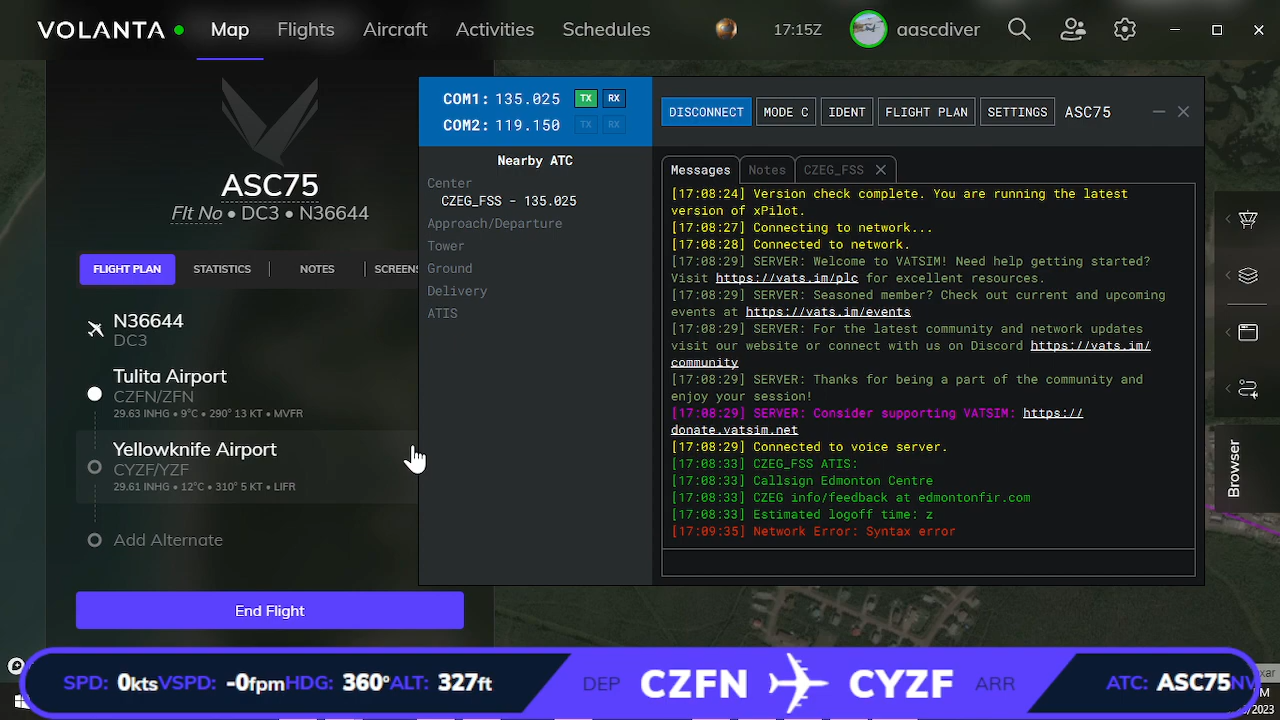 VOLANTA
Map
Flights
Aircraft
Activities
Schedules
17:15Z
aascdiver
ASC75
Flt No • DC3 • N36644
FLIGHT PLAN
STATISTICS
NOTES
SCREENS
N36644
DC3
Tulita Airport
CZFN/ZFN
29.63 INHG • 9°C • 290° 13 KT • MVFR
Yellowknife Airport
CYZF/YZF
29.61 INHG • 12°C • 310° 5 KT • LIFR
Add Alternate
End Flight
COM1: 135.025 TX RX
COM2: 119.150 TX RX
Nearby ATC
Center
CZEG_FSS - 135.025
Approach/Departure
Tower
Ground
Delivery
ATIS
DISCONNECT
MODE C
IDENT
FLIGHT PLAN
SETTINGS
ASC75
Messages
Notes
CZEG_FSS
[17:08:24] Version check complete. You are running the latest
version of xPilot.
[17:08:27] Connecting to network...
[17:08:28] Connected to network.
[17:08:29] SERVER: Welcome to VATSIM! Need help getting started?
Visit https://vats.im/plc for excellent resources.
[17:08:29] SERVER: Seasoned member? Check out current and upcoming
events at https://vats.im/events
[17:08:29] SERVER: For the latest community and network updates
visit our website or connect with us on Discord https://vats.im/
community
[17:08:29] SERVER: Thanks for being a part of the community and
enjoy your session!
[17:08:29] SERVER: Consider supporting VATSIM: https://
donate.vatsim.net
[17:08:29] Connected to voice server.
[17:08:33] CZEG_FSS ATIS:
[17:08:33] Callsign Edmonton Centre
[17:08:33] CZEG info/feedback at edmontonfir.com
[17:08:33] Estimated logoff time: z
[17:09:35] Network Error: Syntax error
Browser
SPD: 0kts VSPD: -0fpm HDG: 360° ALT: 327ft
DEP CZFN CYZF ARR
ATC: ASC75